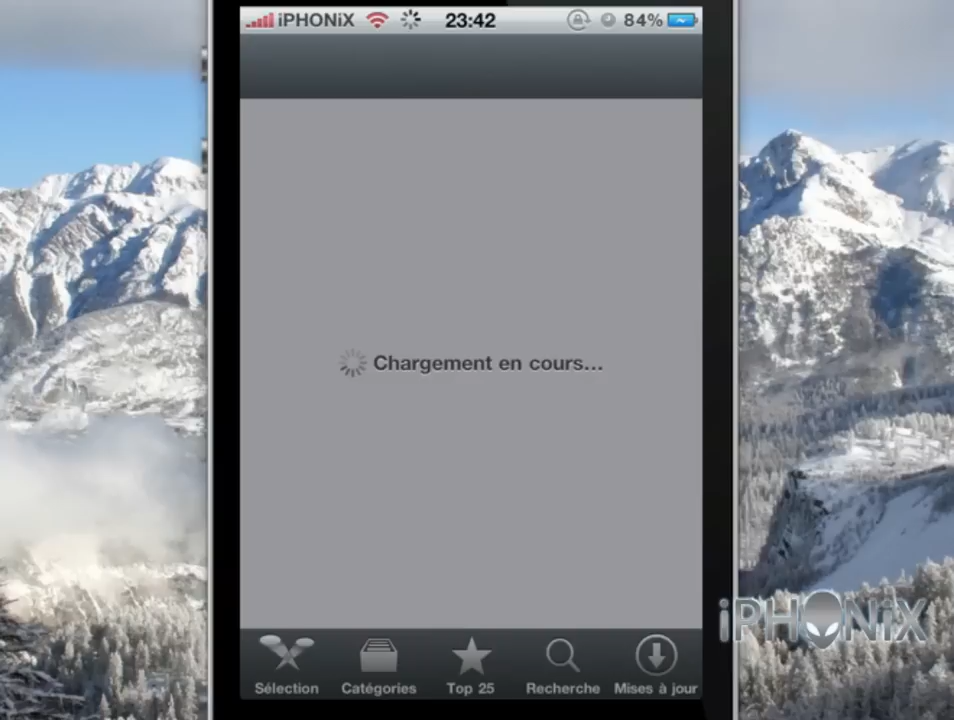 iPHONiX 23:42 84%
Chargement en cours...
Sélection Catégories Top 25 Recherche Mises à jour
iPHONiX